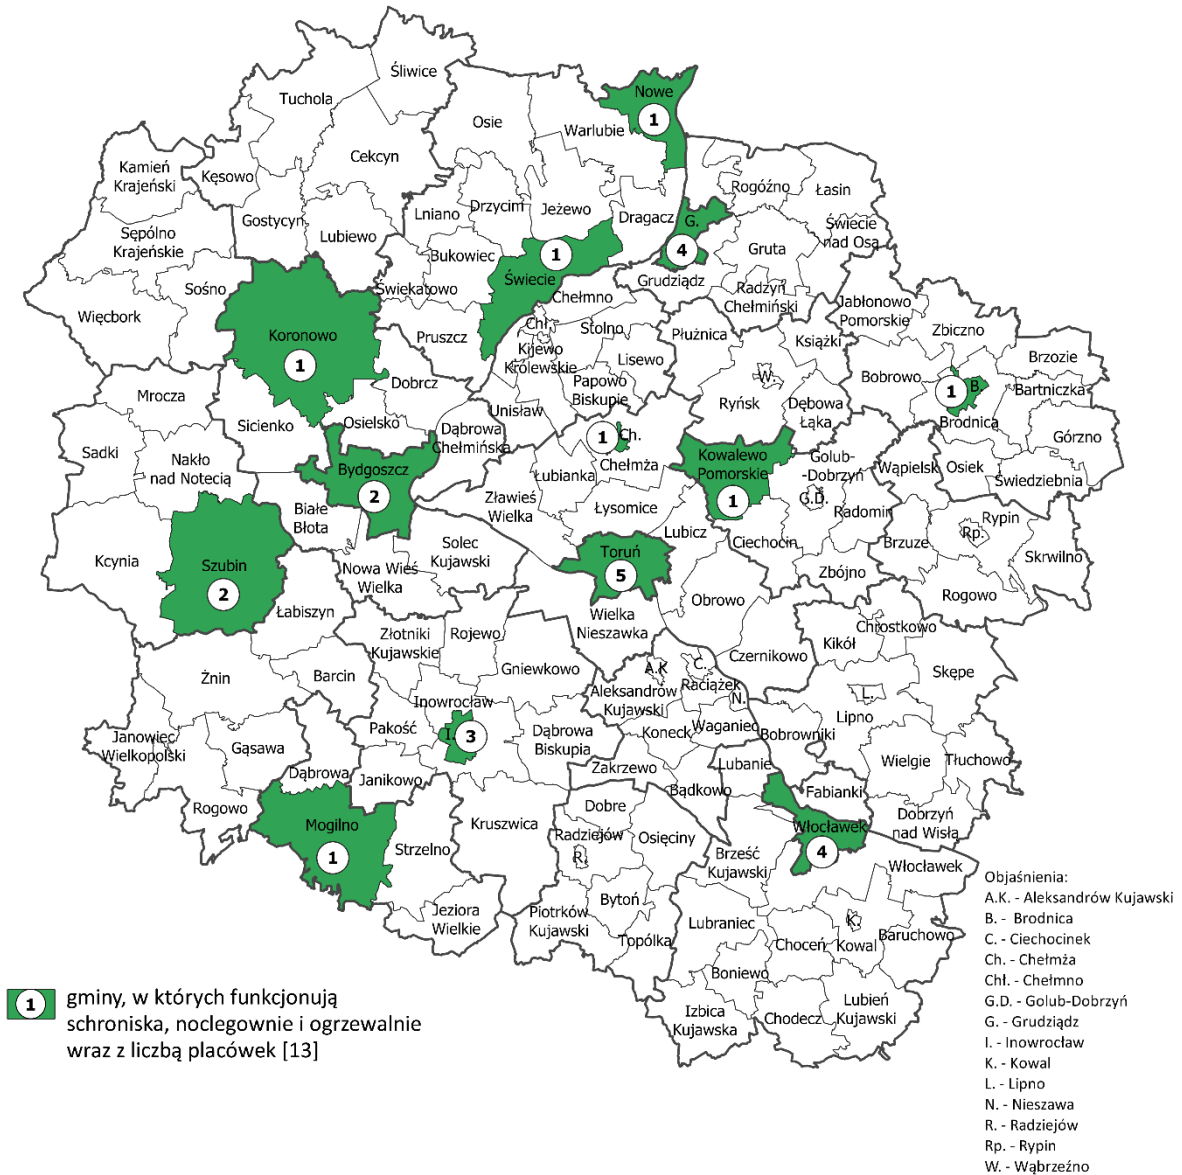 Śliwice
Tuchola
Nowe
1
Osie
Warlubie
Cekcyn
Kamień
Krajeński
Kęsowo
Rogóźno
Łasin
Gostycyn
Lniano
Drzycim
Jeżewo
Dragacz
G.
4
Świecie
nad Osą
Sępólno
Krajeńskie
Lubiewo
Bukowiec
1
Gruta
Sośno
Świekatowo
Świecie
Grudziądz
Radzyń
Chełmiński
Więcbork
Chełmno
Jabłonowo
Pomorskie
Koronowo
1
Pruszcz
Chł.
Stolno
Płużnica
Książki
Zbiczno
Kijewo
Królewskie
Lisewo
Brzozie
Mrocza
Dobrcz
Papowo
Biskupie
W.
Bobrowo
1
B.
Bartniczka
Unisław
Ryńsk
Dębowa
Łąka
Sicienko
Osielsko
Dąbrowa
Chełmińska
Brodnica
Górzno
1
Ch.
Sadki
Nakło
nad Notecią
Bydgoszcz
2
Chełmża
Kowalewo
Pomorskie
1
Golub-
-Dobrzyń
Wąpielsk
Osiek
Świedziebnia
Łubianka
Zławieś
Wielka
Łysomice
G.D.
Białe
Błota
Radomin
Rypin
Lubicz
Ciechocin
Rp.
Kcynia
Szubin
2
Solec
Kujawski
Toruń
5
Brzuze
Skrwilno
Nowa Wieś
Wielka
Zbójno
Łabiszyn
Obrowo
Rogowo
Wielka
Nieszawka
Złotniki
Kujawskie
Rojewo
Chrostkowo
Kikół
Żnin
Barcin
Gniewkowo
A.K
C.
Czernikowo
Skępe
Raciążek
Inowrocław
Aleksandrów
Kujawski
N.
L.
Janowiec
Wielkopolski
Gąsawa
Pakość
I.
3
Dąbrowa
Biskupia
Koneck
Waganiec
Bobrowniki
Lipno
Wielgie
Tłuchowo
Dąbrowa
Janikowo
Zakrzewo
Lubanie
Bądkowo
Fabianki
Rogowo
Dobre
Dobrzyń
nad Wisłą
Mogilno
1
Kruszwica
Radziejów
Osięciny
Włocławek
4
Strzelno
R.
Brześć
Kujawski
Włocławek
Jeziora
Wielkie
Piotrków
Kujawski
Bytoń
Lubraniec
K.
Baruchowo
Topólka
Choceń
Kowal
Boniewo
Izbica
Kujawska
Chodecz
Lubień
Kujawski
1
gminy, w których funkcjonują
schroniska, noclegownie i ogrzewalnie
wraz z liczbą placówek [13]
Objaśnienia:
A.K. - Aleksandrów Kujawski
B. - Brodnica
C. - Ciechocinek
Ch. - Chełmża
Chł. - Chełmno
G.D. - Golub-Dobrzyń
G. - Grudziądz
I. - Inowrocław
K. - Kowal
L. - Lipno
N. - Nieszawa
R. - Radziejów
Rp. - Rypin
W. - Wąbrzeźno